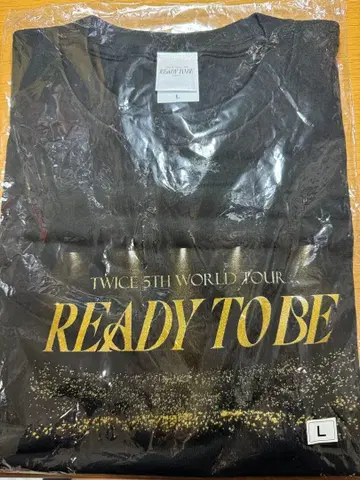 READY TO BE
L
TWICE 5TH WORLD TOUR
READY TO BE
L